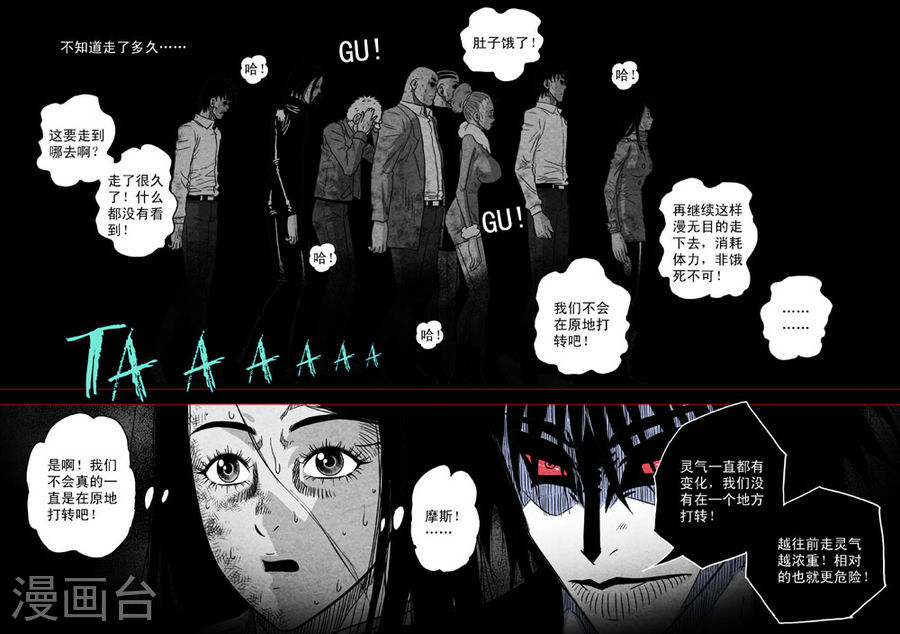 不知道走了多久……
GU！
哈！
肚子饿了！
哈！
这要走到
哪去啊？
走了很久
了！什么
都没有看
到！
哈！
GU！
再继续这样
漫无目的走
下去，消耗
体力，非饿
死不可！
我们不会
在原地打
转吧！
……
……
哈！
TAAAAAAA
是啊！我们
不会真的一
直是在原地
打转吧！
摩斯！
……
灵气一直都有
变化，我们没
有在一个地方
打转！
越往前走灵气
越浓重！相对
的也就更危险！
漫画台